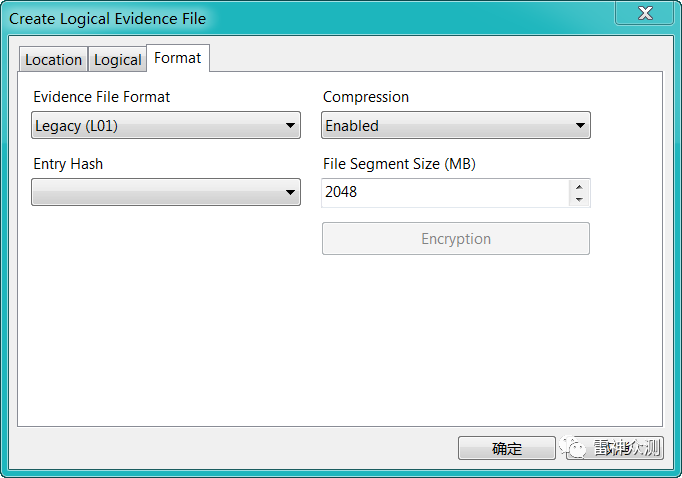 Create Logical Evidence File
Location Logical Format
Evidence File Format Compression
Legacy (L01) Enabled
Entry Hash File Segment Size (MB)
2048
Encryption
确定
雷神众测